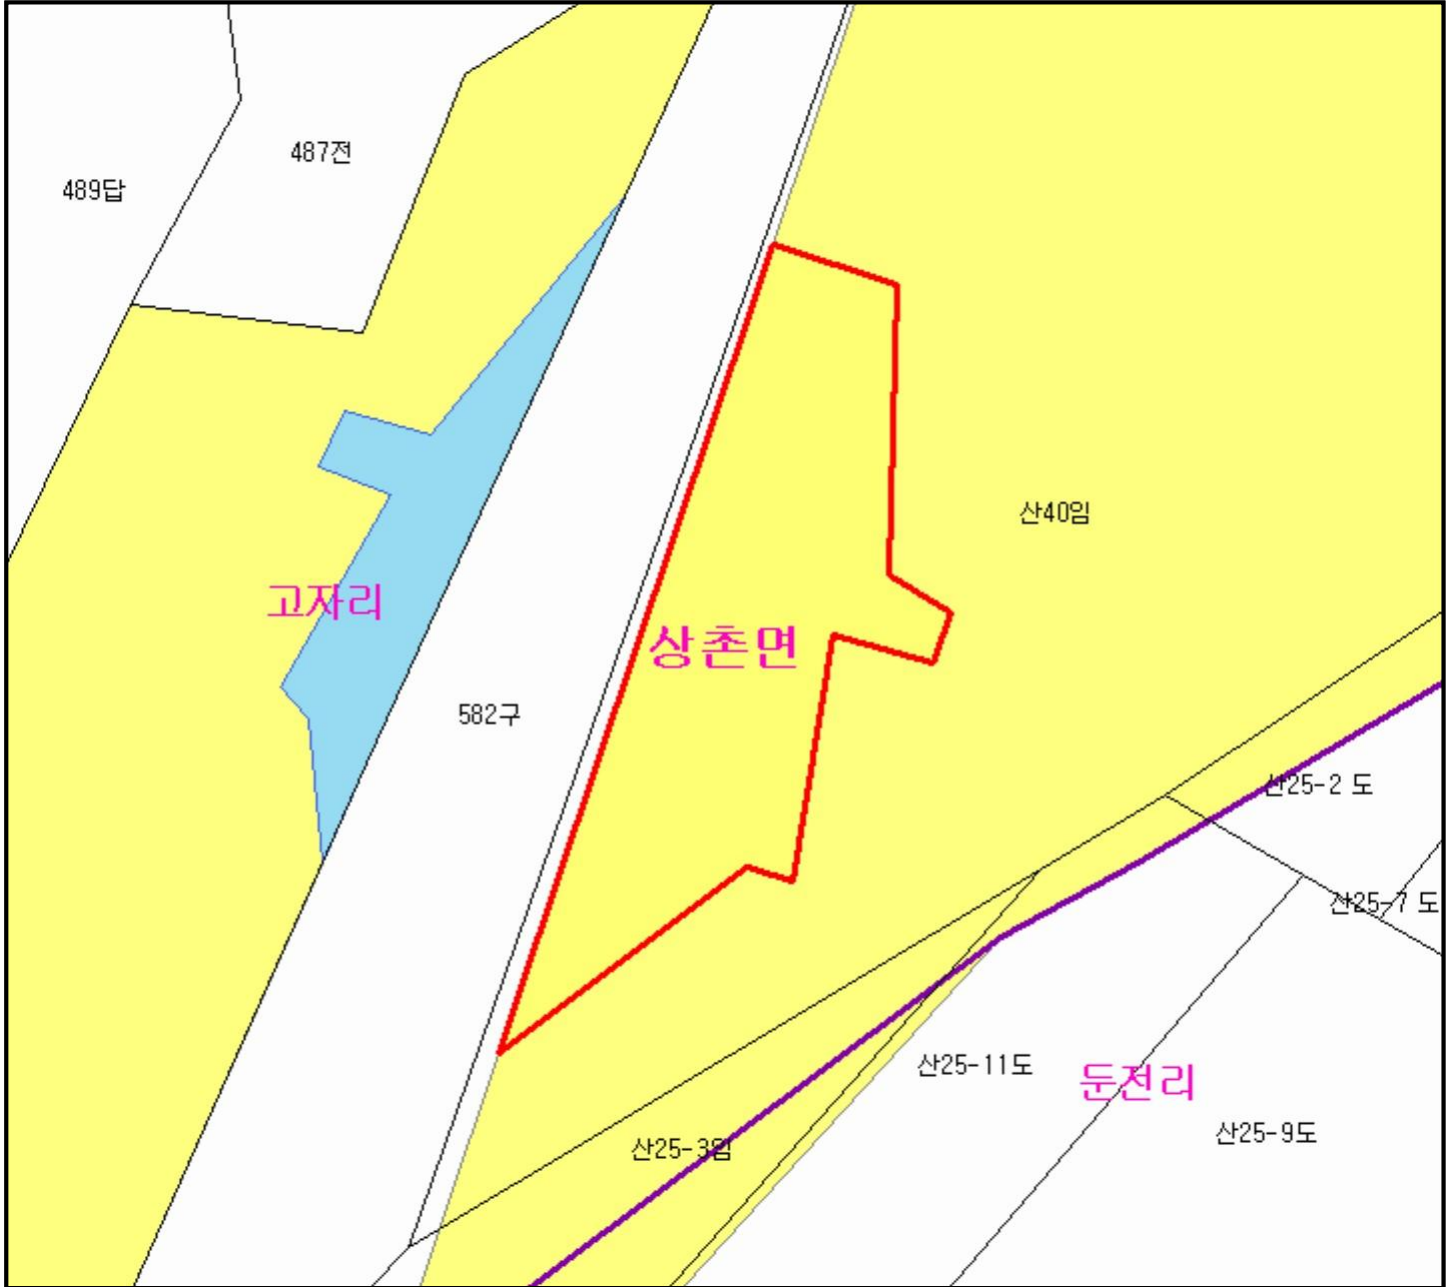 487전
489답
산40임
고자리
상촌면
582구
산25-2 도
산25-7 도
산25-11도
둔전리
산25-9도
산25-3임